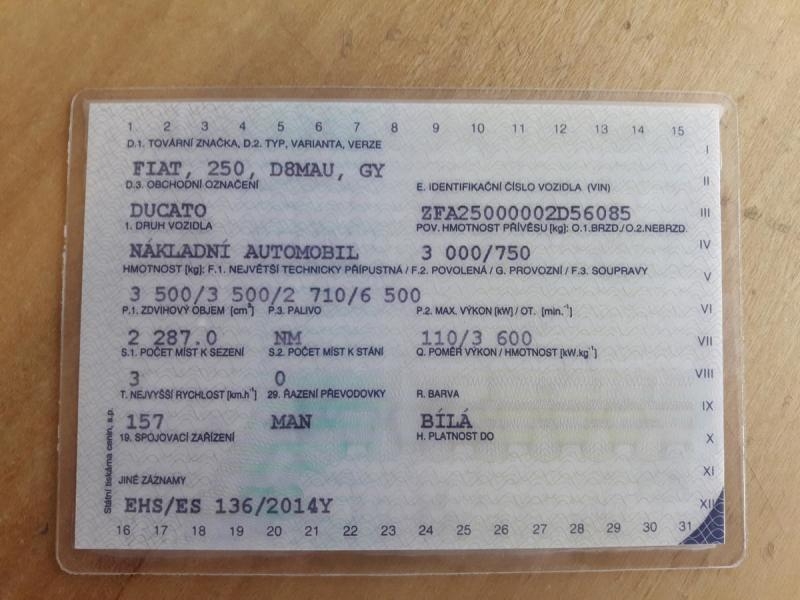 1 2 3 4 5 6 7 8 9 10 11 12 13 14 15
D.1. TOVÁRNÍ ZNAČKA, D.2. TYP, VARIANTA, VERZE
I
FIAT, 250, D8MAU, GY
D.3. OBCHODNÍ OZNAČENÍ E. IDENTIFIKAČNÍ ČÍSLO VOZIDLA (VIN)
II
DUCATO ZFA25000002D56085
III
1. DRUH VOZIDLA POV. HMOTNOST PŘÍVĚSU [kg]: O.1.BRZD./O.2.NEBRZD.
NÁKLADNÍ AUTOMOBIL 3 000/750
IV
HMOTNOST [kg]: F.1. NEJVĚTŠÍ TECHNICKY PŘÍPUSTNÁ / F.2. POVOLENÁ / G. PROVOZNÍ / F.3. SOUPRAVY
V
3 500/3 500/2 710/6 500
P.1. ZDVIHOVÝ OBJEM [cm³] P.3. PALIVO P.2. MAX. VÝKON [kW] / OT. [min.⁻¹]
VI
2 287.0 NM 110/3 600
VII
S.1. POČET MÍST K SEZENÍ S.2. POČET MÍST K STÁNÍ Q. POMĚR VÝKON / HMOTNOST [kW.kg⁻¹]
3 0
VIII
T. NEJVYŠŠÍ RYCHLOST [km.h⁻¹] 29. ŘAZENÍ PŘEVODOVKY R. BARVA
IX
157 MAN BÍLÁ
19. SPOJOVACÍ ZAŘÍZENÍ H. PLATNOST DO
X
XI
JINÉ ZÁZNAMY
EHS/ES 136/2014Y
XII
16 17 18 19 20 21 22 23 24 25 26 27 28 29 30 31
Státní tiskárna cenin, s.p.